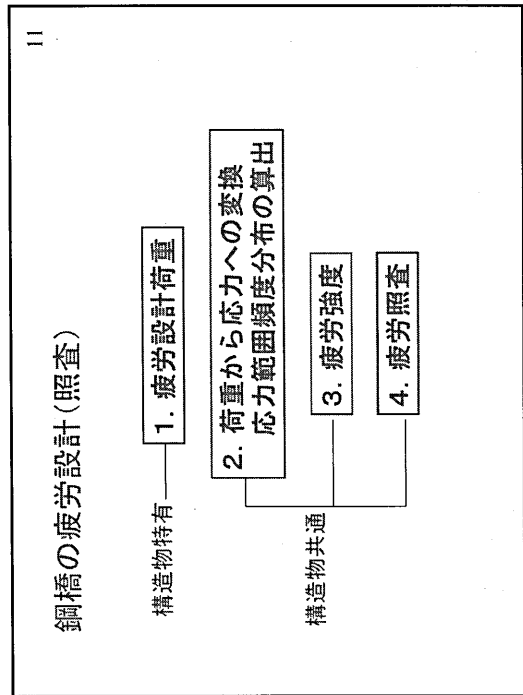 11
鋼橋の疲労設計(照査)
構造物特有
1. 疲労設計荷重
2. 荷重から応力への変換
応力範囲頻度分布の算出
構造物共通
3. 疲労強度
4. 疲労照査